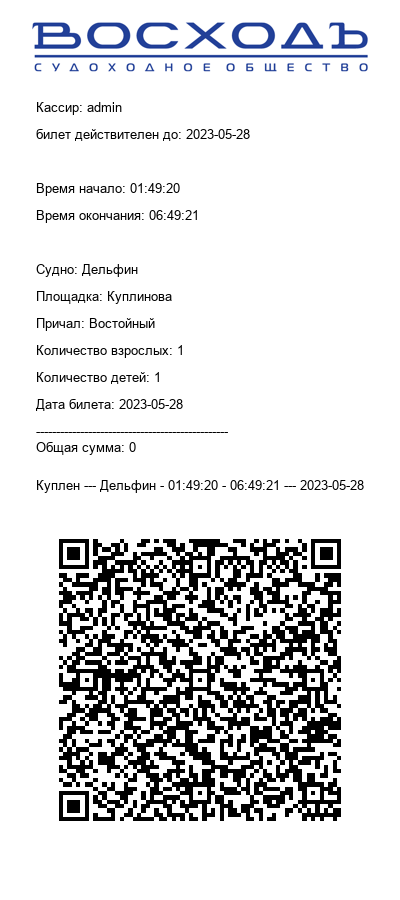 ВОСХОДЪ
СУДОХОДНОЕ ОБЩЕСТВО
Кассир: admin
билет действителен до: 2023-05-28
Время начало: 01:49:20
Время окончания: 06:49:21
Судно: Дельфин
Площадка: Куплинова
Причал: Востойный
Количество взрослых: 1
Количество детей: 1
Дата билета: 2023-05-28
------------------------------------------------
Общая сумма: 0
Куплен --- Дельфин - 01:49:20 - 06:49:21 --- 2023-05-28